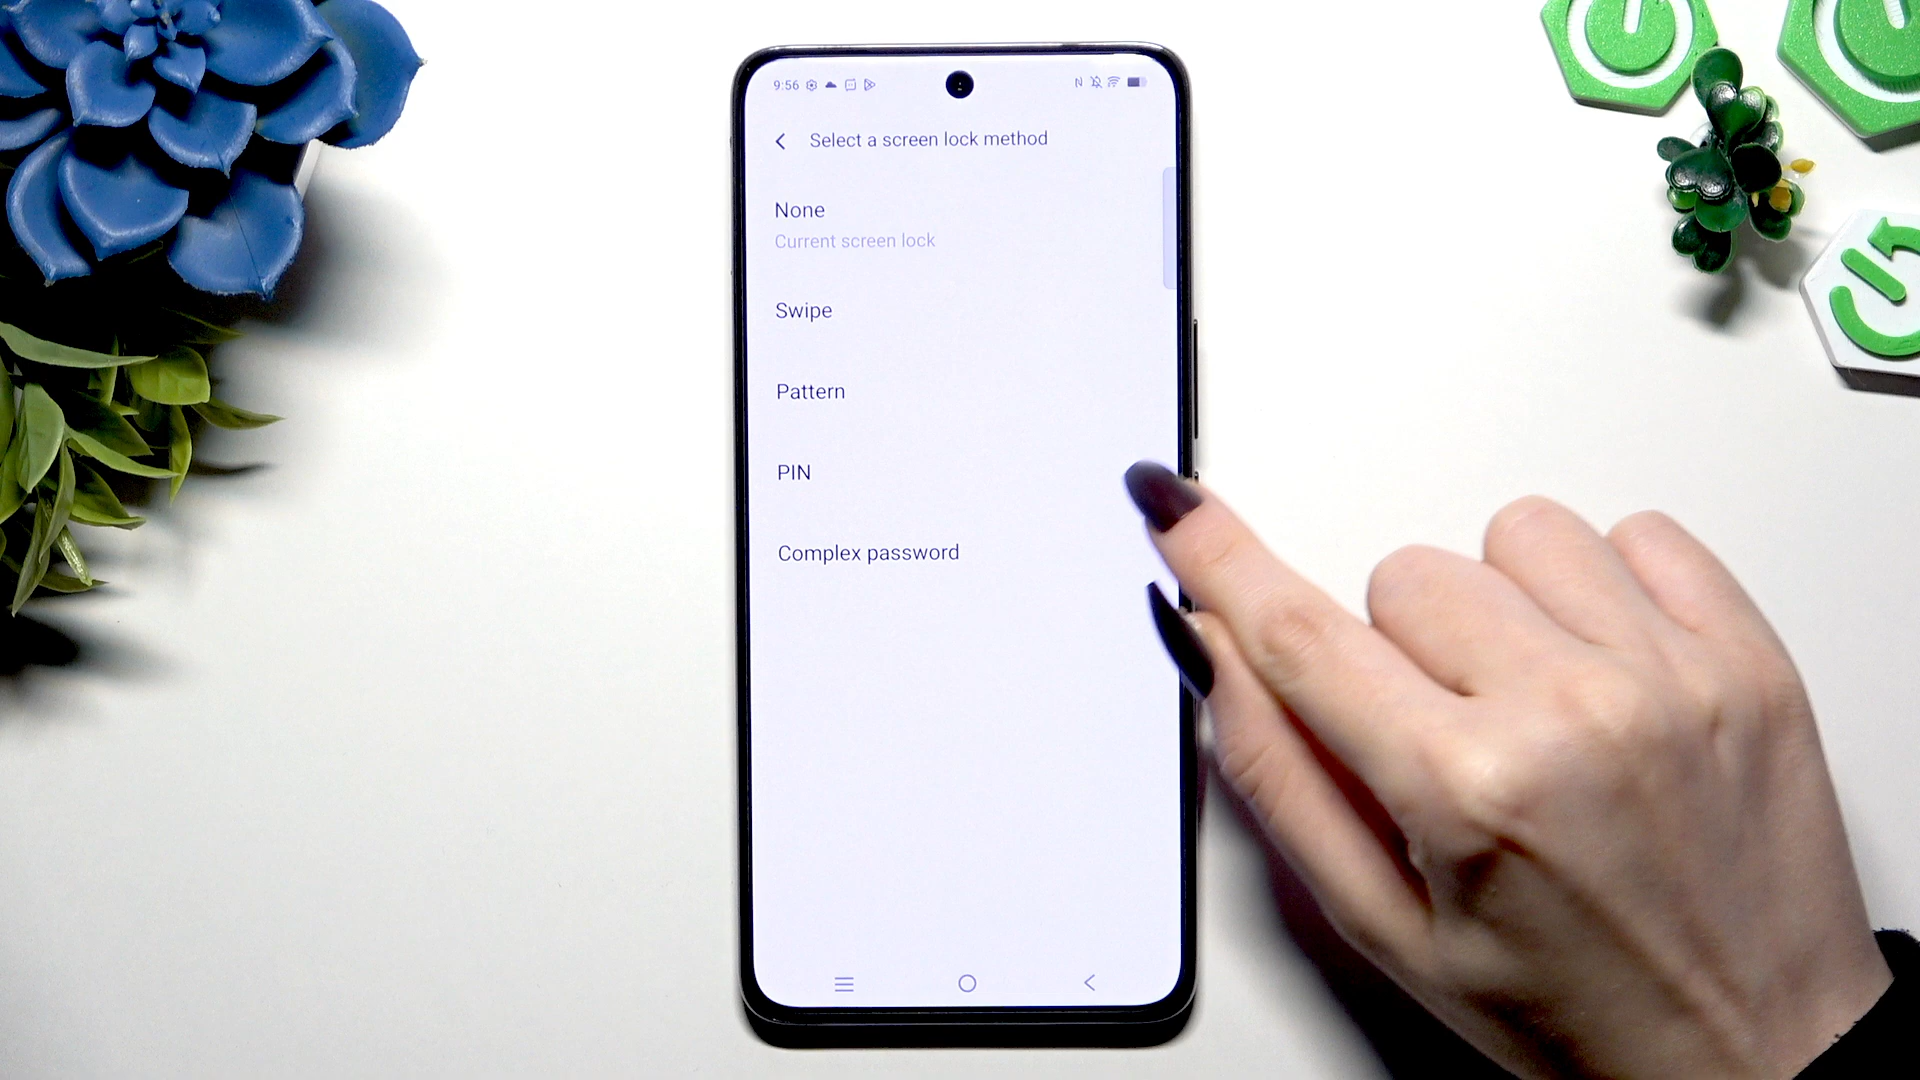 9:56
Select a screen lock method
None
Current screen lock
Swipe
Pattern
PIN
Complex password